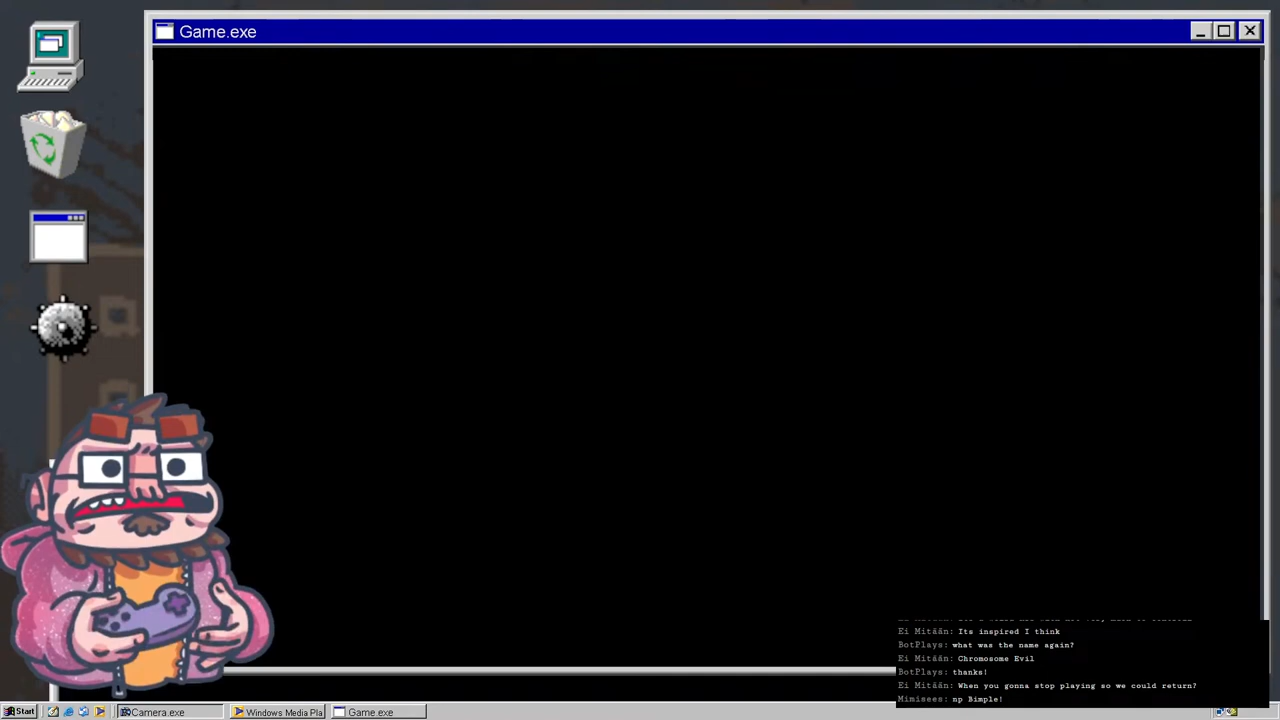 Game.exe
Ei Mitään: Its inspired I think
BotPlays: what was the name again?
Ei Mitään: Chromosome Evil
BotPlays: thanks!
Ei Mitään: When you gonna stop playing so we could return?
Mimisees: np Bimple!
Start
Camera.exe
Windows Media Pla
Game.exe